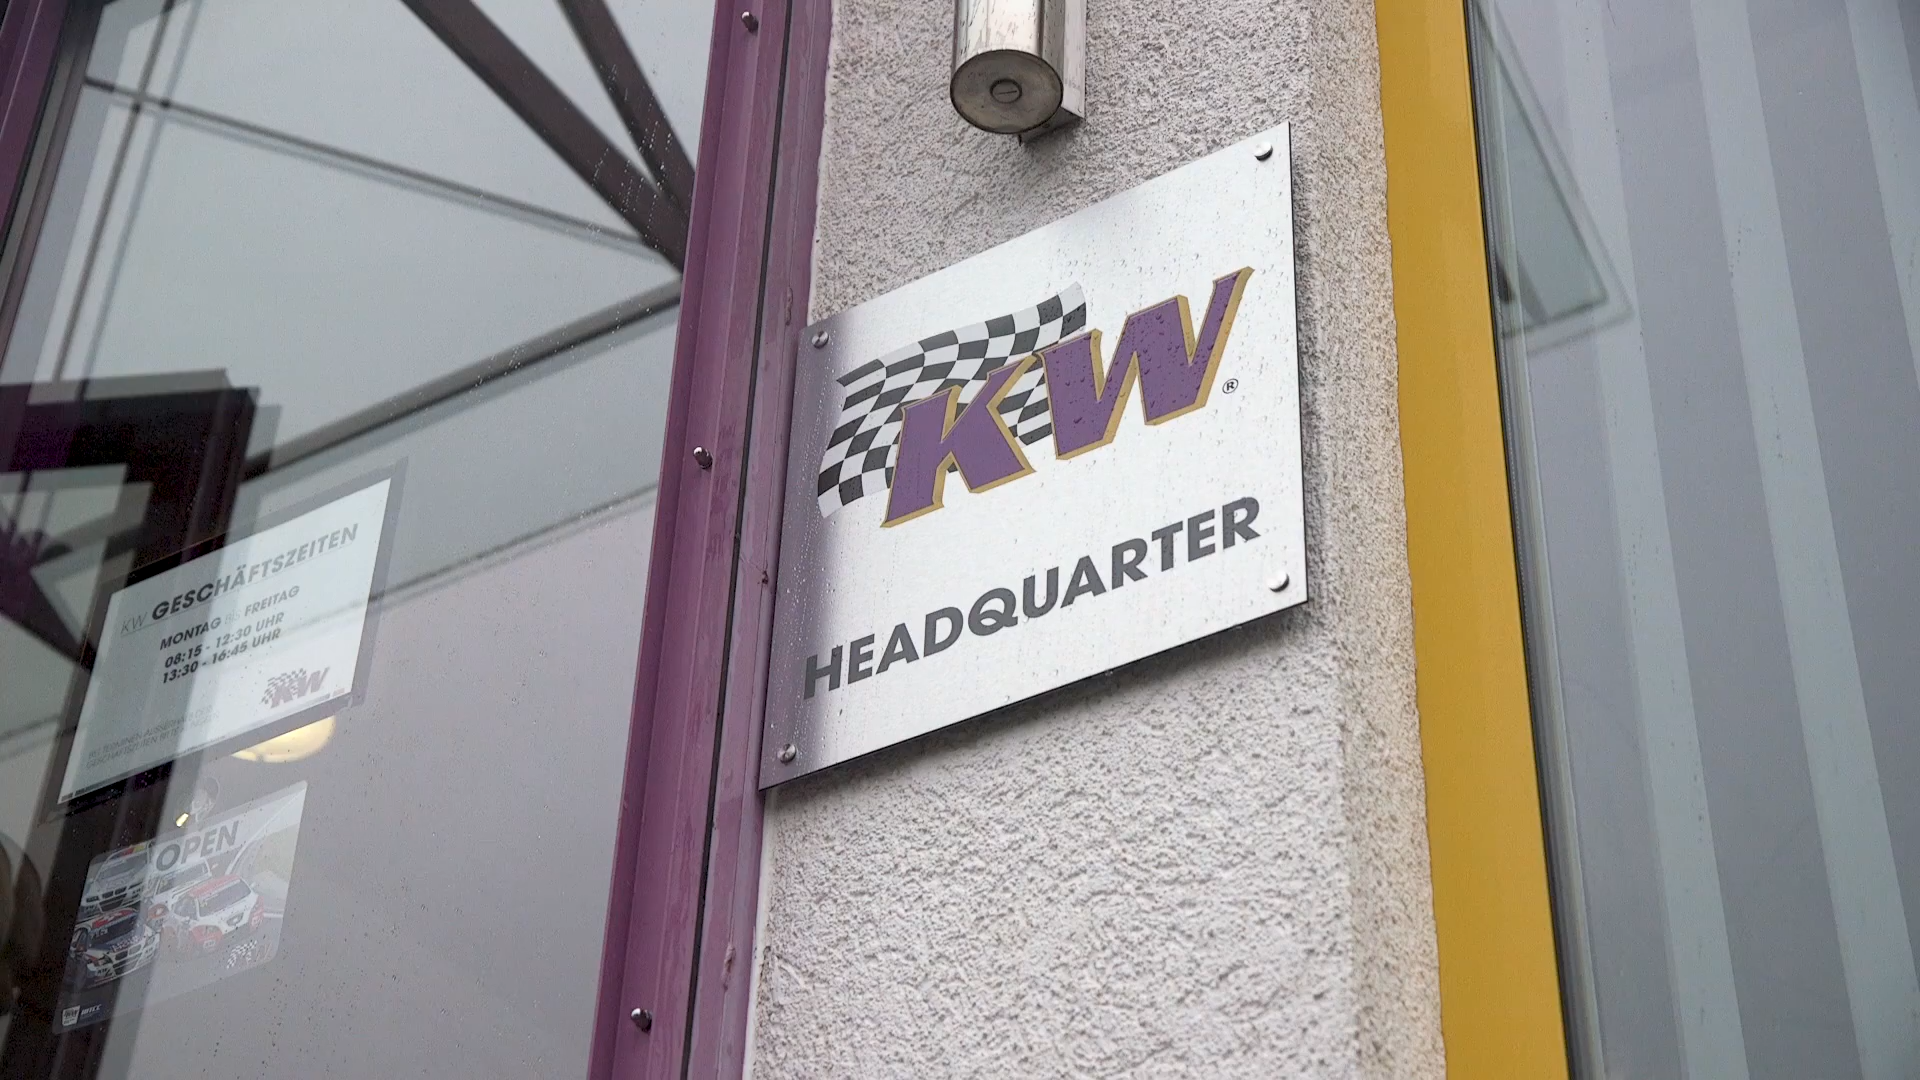 KW GESCHÄFTSZEITEN
MONTAG BIS FREITAG
08:15 - 12:30 UHR
13:30 - 16:45 UHR
KW
OPEN
KW®
HEADQUARTER